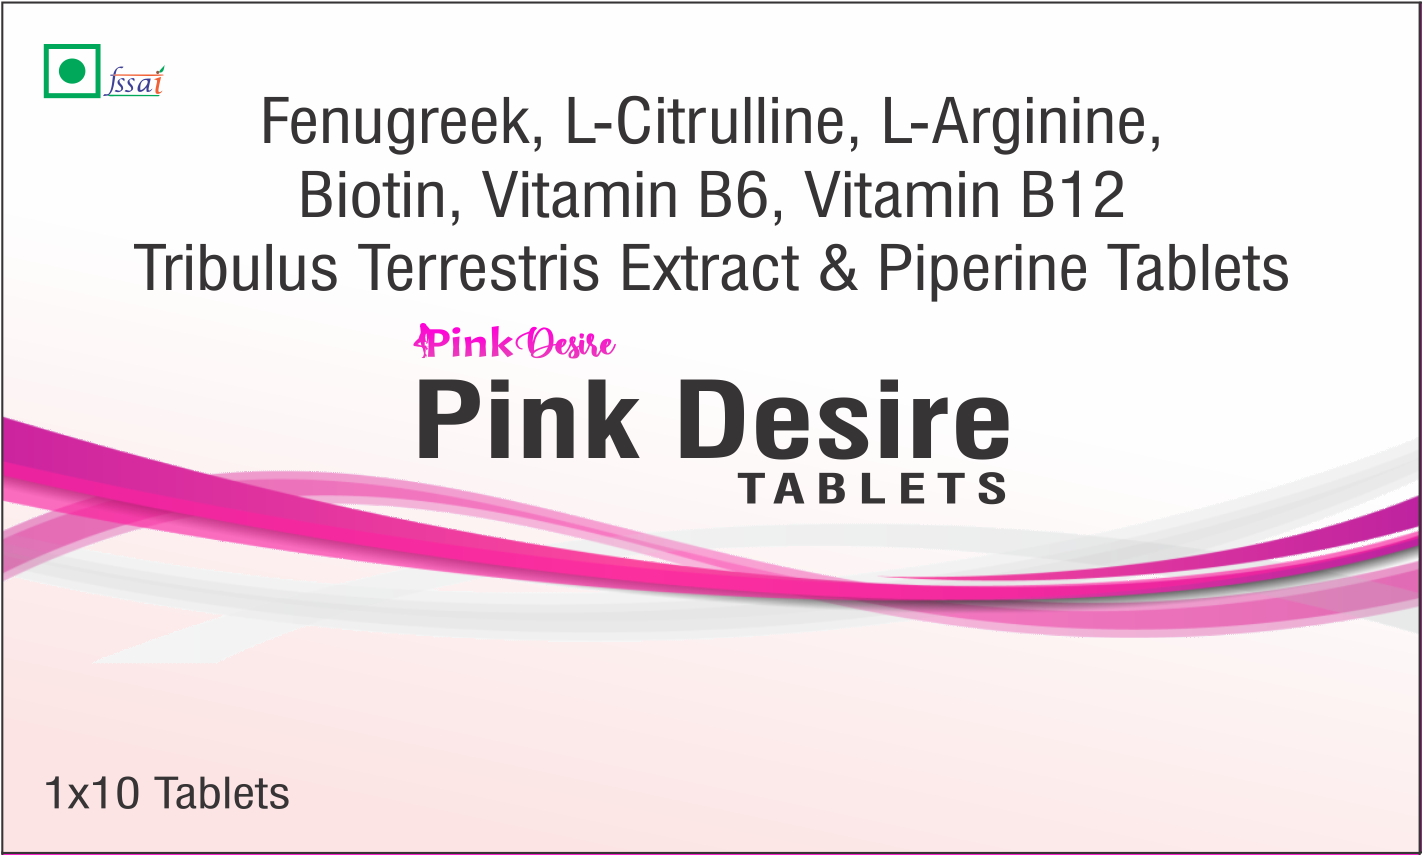 fssai
Fenugreek, L-Citrulline, L-Arginine,
Biotin, Vitamin B6, Vitamin B12
Tribulus Terrestris Extract & Piperine Tablets
Pink Desire
Pink Desire
TABLETS
1x10 Tablets